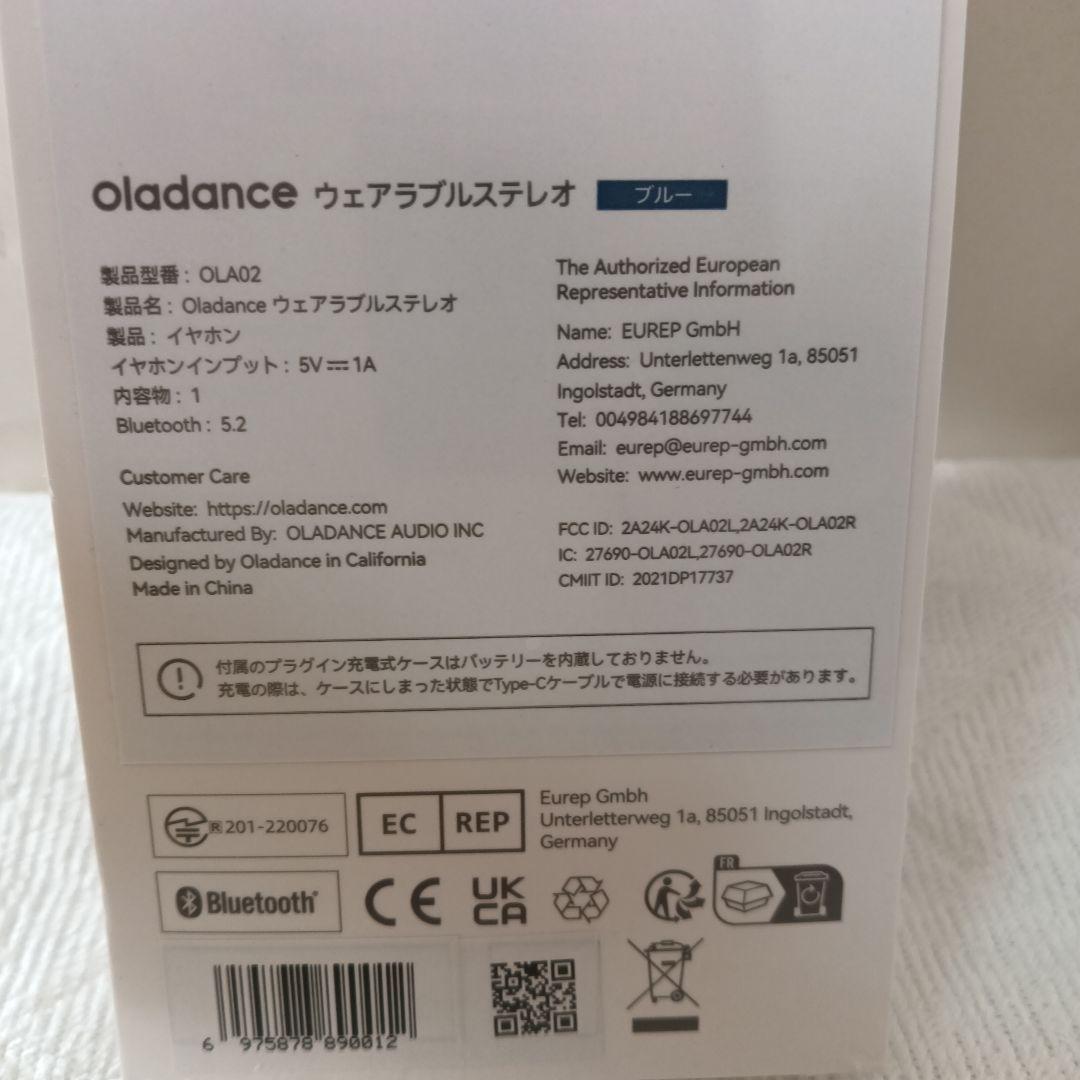 oladance ウェアラブルステレオ ブルー
製品型番： OLA02
製品名： Oladance ウェアラブルステレオ
製品： イヤホン
イヤホンインプット： 5V⎓1A
内容物： 1
Bluetooth： 5.2
Customer Care
Website: https://oladance.com
Manufactured By: OLADANCE AUDIO INC
Designed by Oladance in California
Made in China
The Authorized European
Representative Information
Name: EUREP GmbH
Address: Unterlettenweg 1a, 85051
Ingolstadt, Germany
Tel: 004984188697744
Email: eurep@eurep-gmbh.com
Website: www.eurep-gmbh.com
FCC ID: 2A24K-OLA02L,2A24K-OLA02R
IC: 27690-OLA02L,27690-OLA02R
CMIIT ID: 2021DP17737
付属のプラグイン充電式ケースはバッテリーを内蔵しておりません。
充電の際は、ケースにしまった状態でType-Cケーブルで電源に接続する必要があります。
R 201-220076
EC REP
Eurep Gmbh
Unterletterweg 1a, 85051 Ingolstadt,
Germany
Bluetooth®
CE
UK
CA
FR
6 975878 890012